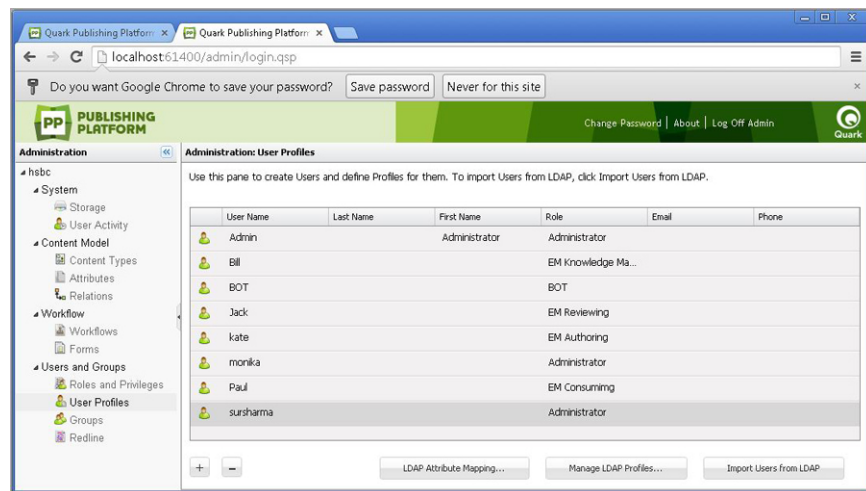 Quark Publishing Platforn
Quark Publishing Platforn
localhost:61400/admin/login.qsp
Do you want Google Chrome to save your password? Save password Never for this site
PP PUBLISHING PLATFORM
Change Password | About | Log Off Admin
Quark
Administration
Administration: User Profiles
hsbc
System
Storage
User Activity
Content Model
Content Types
Attributes
Relations
Workflow
Workflows
Forms
Users and Groups
Roles and Privileges
User Profiles
Groups
Redline
Use this pane to create Users and define Profiles for them. To import Users from LDAP, click Import Users from LDAP.
User Name Last Name First Name Role Email Phone
Admin Administrator Administrator
Bill EM Knowledge Ma...
BOT BOT
Jack EM Reviewing
kate EM Authoring
monika Administrator
Paul EM Consumimg
sursharma Administrator
+ - LDAP Attribute Mapping... Manage LDAP Profiles... Import Users from LDAP